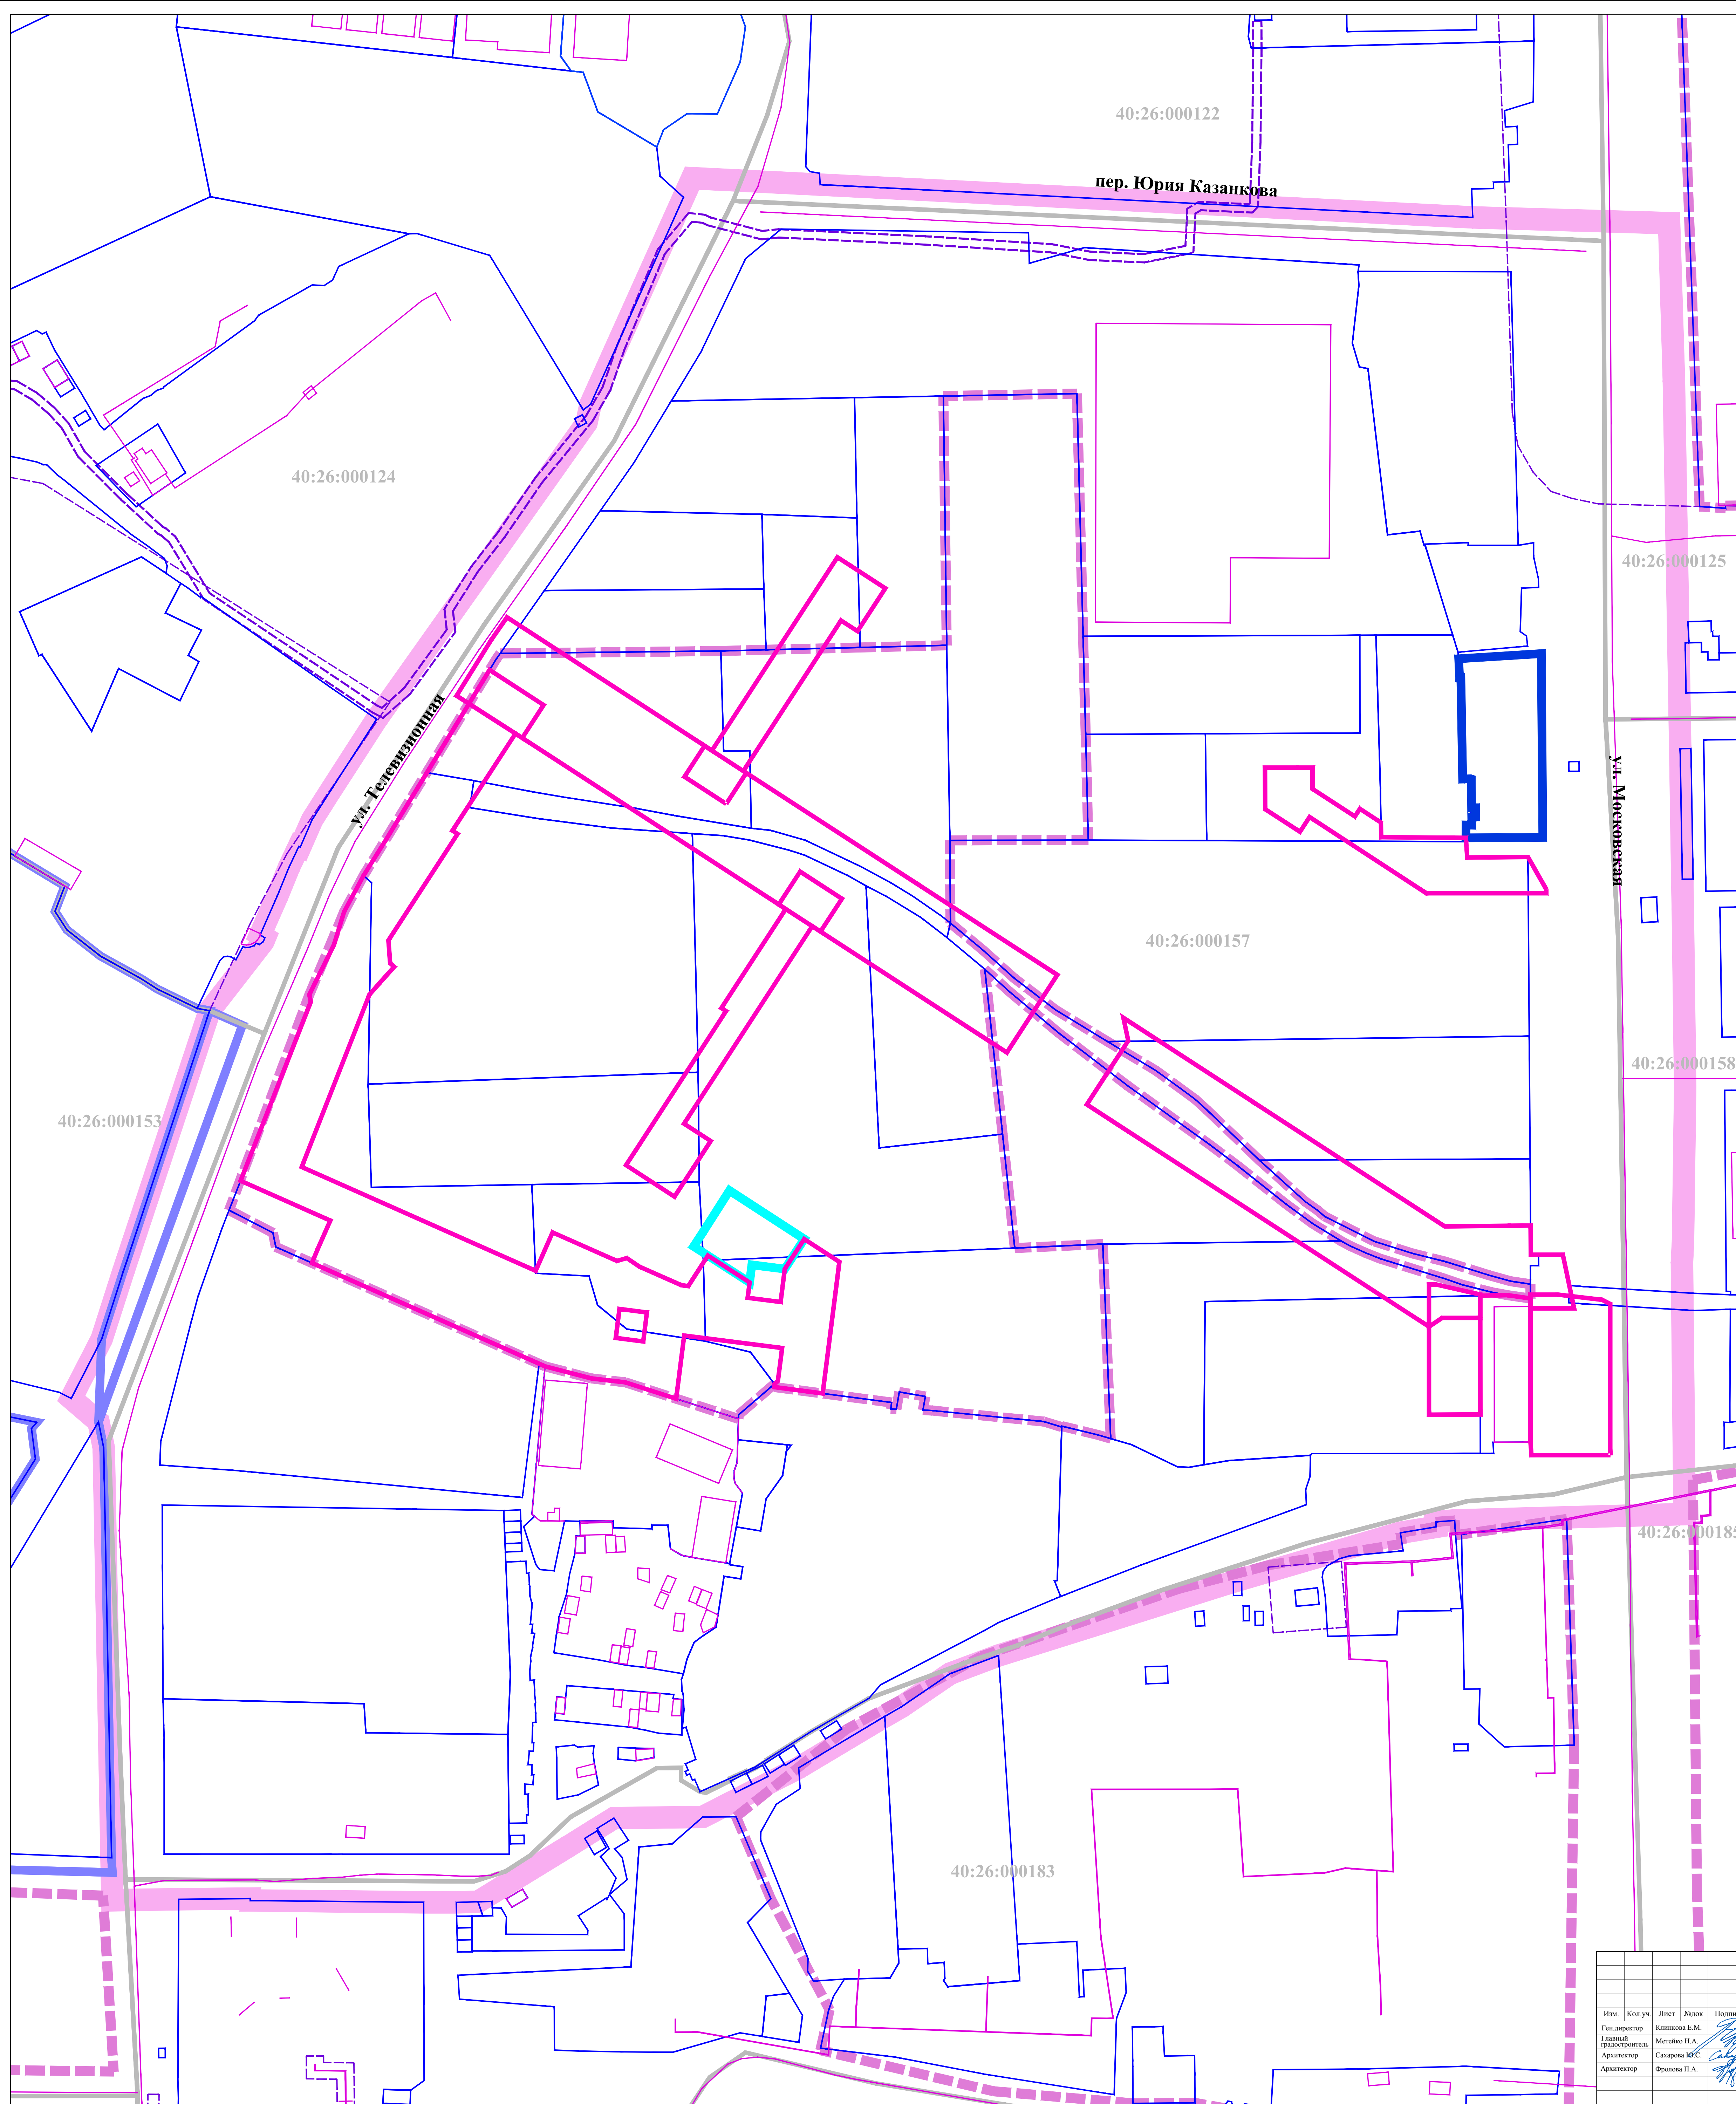 40:26:000122
пер. Юрия Казанкова
40:26:000124
40:26:000125
ул. Телевизионная
ул. Московская
40:26:000157
40:26:000158
40:26:000153
40:26:000183
Изм. Кол.уч. Лист №док
Ген.директор Клинкова Е.М.
Главный
градостроитель Метейко Н.А.
Архитектор Сахарова Ю.С.
Архитектор Фролова П.А.